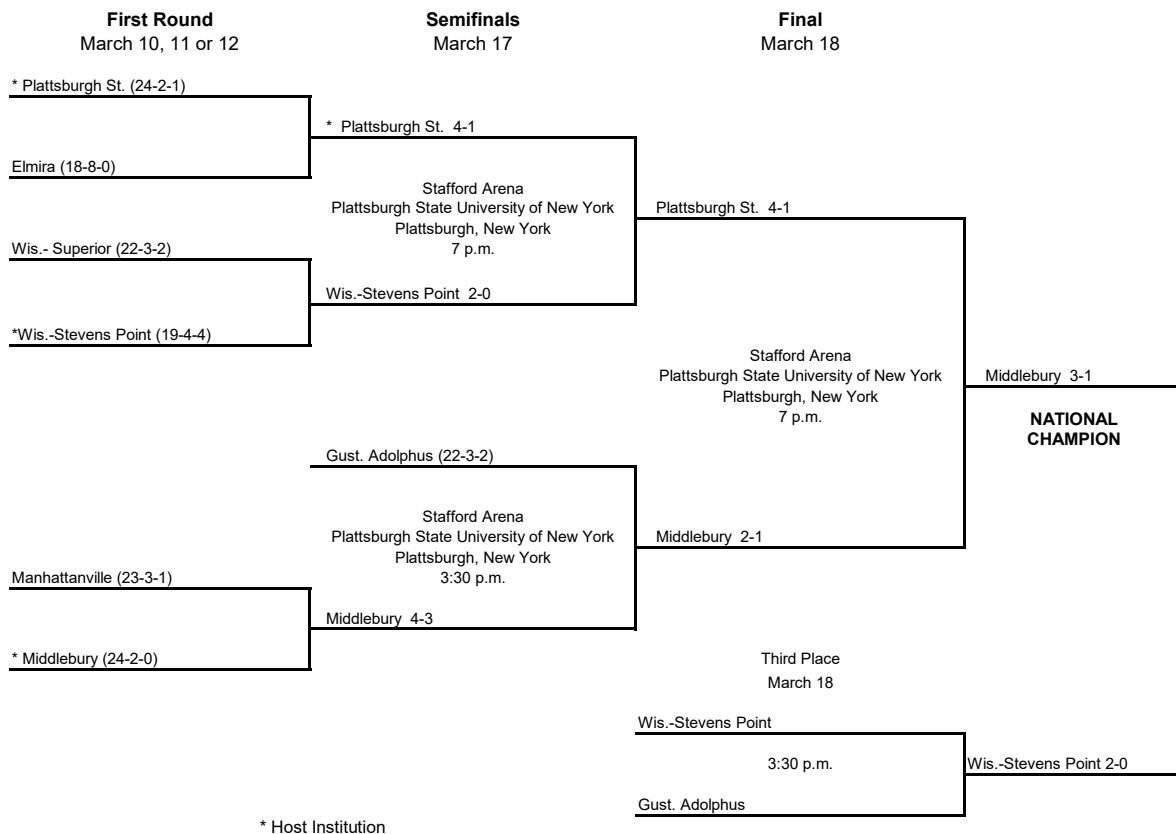 First Round
March 10, 11 or 12
Semifinals
March 17
Final
March 18
* Plattsburgh St. (24-2-1)
Elmira (18-8-0)
Wis.- Superior (22-3-2)
*Wis.-Stevens Point (19-4-4)
Manhattanville (23-3-1)
* Middlebury (24-2-0)
* Plattsburgh St. 4-1
Stafford Arena
Plattsburgh State University of New York
Plattsburgh, New York
7 p.m.
Wis.-Stevens Point 2-0
Gust. Adolphus (22-3-2)
Stafford Arena
Plattsburgh State University of New York
Plattsburgh, New York
3:30 p.m.
Middlebury 4-3
Plattsburgh St. 4-1
Stafford Arena
Plattsburgh State University of New York
Plattsburgh, New York
7 p.m.
Middlebury 2-1
Middlebury 3-1
NATIONAL
CHAMPION
Third Place
March 18
Wis.-Stevens Point
3:30 p.m.
Gust. Adolphus
Wis.-Stevens Point 2-0
* Host Institution